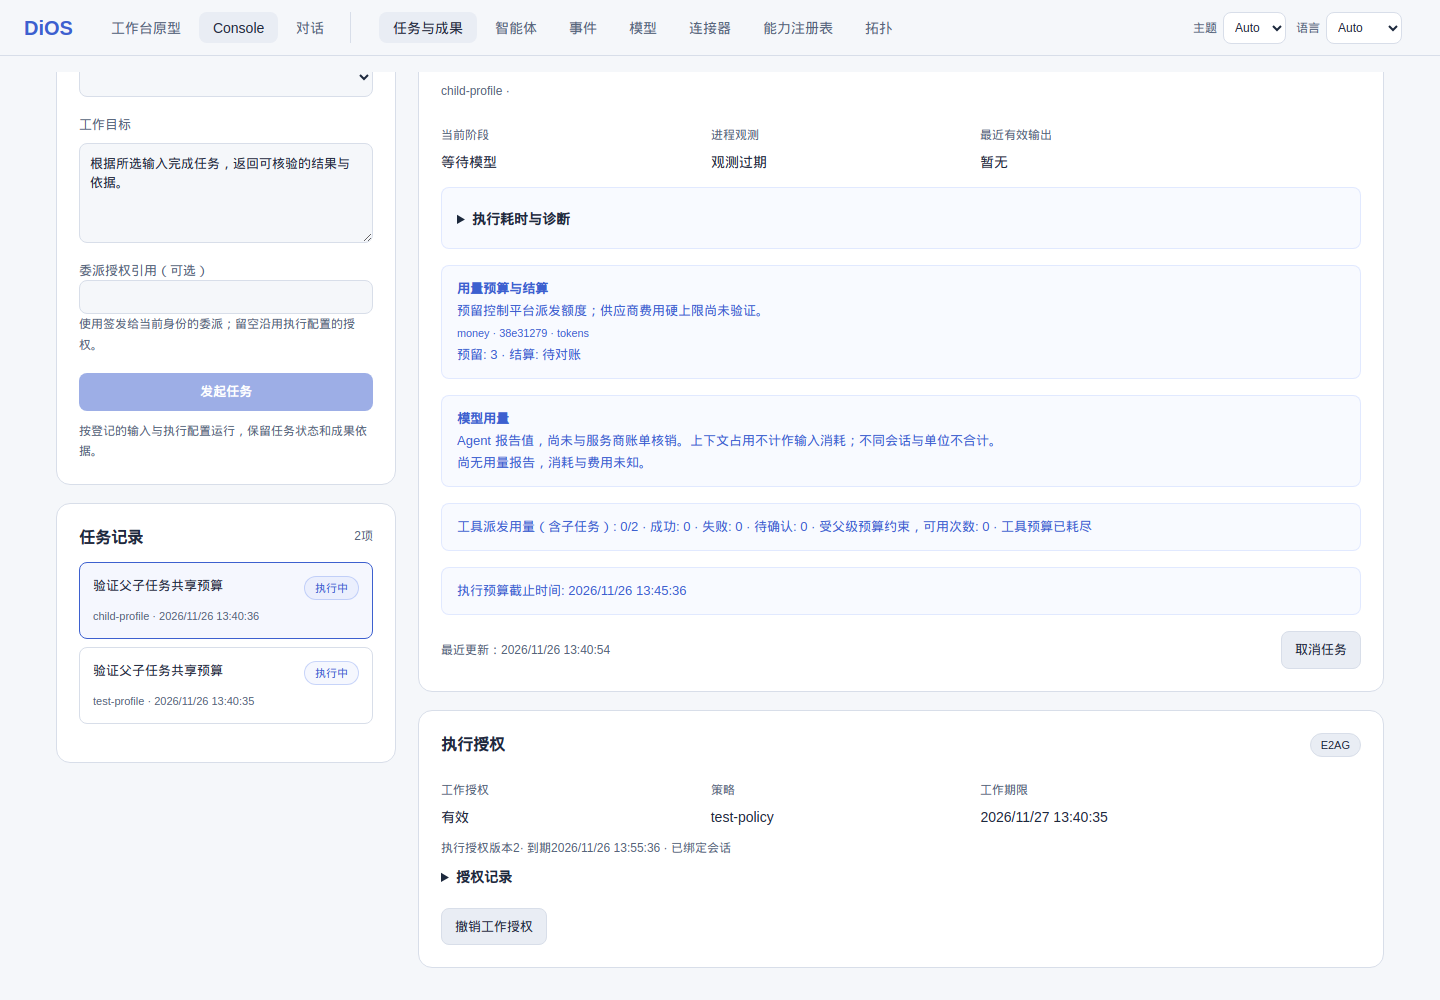 DiOS 工作台原型 Console 对话 任务与成果 智能体 事件 模型 连接器 能力注册表 拓扑 主题 Auto 语言 Auto
工作目标
根据所选输入完成任务，返回可核验的结果与
依据。
委派授权引用（可选）
使用签发给当前身份的委派；留空沿用执行配置的授
权。
发起任务
按登记的输入与执行配置运行，保留任务状态和成果依
据。
任务记录 2项
验证父子任务共享预算 执行中
child-profile · 2026/11/26 13:40:36
验证父子任务共享预算 执行中
test-profile · 2026/11/26 13:40:35
child-profile ·
当前阶段 进程观测 最近有效输出
等待模型 观测过期 暂无
执行耗时与诊断
用量预算与结算
预留控制平台派发额度；供应商费用硬上限尚未验证。
money · 38e31279 · tokens
预留: 3 · 结算: 待对账
模型用量
Agent 报告值，尚未与服务商账单核销。上下文占用不计作输入消耗；不同会话与单位不合计。
尚无用量报告，消耗与费用未知。
工具派发用量（含子任务）: 0/2 · 成功: 0 · 失败: 0 · 待确认: 0 · 受父级预算约束，可用次数: 0 · 工具预算已耗尽
执行预算截止时间: 2026/11/26 13:45:36
最近更新：2026/11/26 13:40:54 取消任务
执行授权 E2AG
工作授权 策略 工作期限
有效 test-policy 2026/11/27 13:40:35
执行授权版本2· 到期2026/11/26 13:55:36 · 已绑定会话
授权记录
撤销工作授权